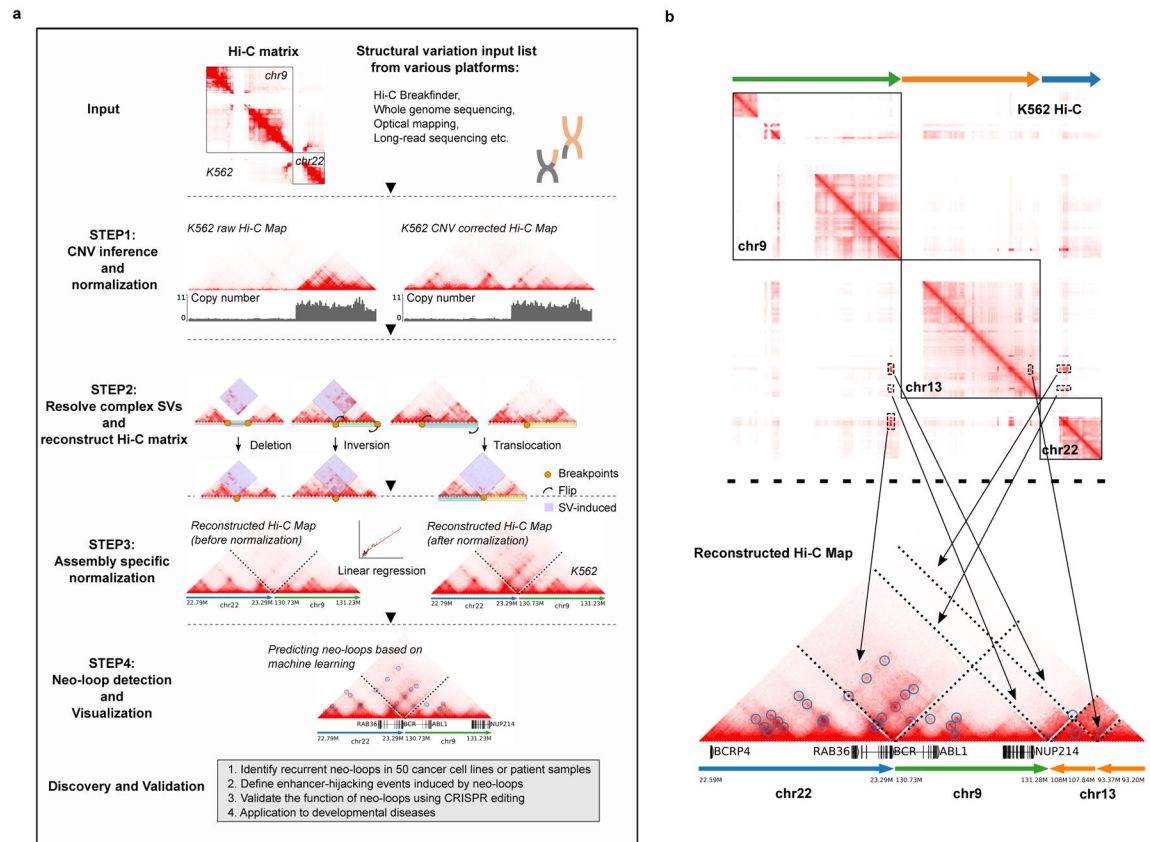 a
Hi-C matrix
chr9
chr22
K562
Structural variation input list
from various platforms:
Hi-C Breakfinder,
Whole genome sequencing,
Optical mapping,
Long-read sequencing etc.
Input
STEP1:
CNV inference
and
normalization
K562 raw Hi-C Map
K562 CNV corrected Hi-C Map
11
Copy number
0
11
Copy number
0
STEP2:
Resolve complex SVs
and
reconstruct Hi-C matrix
Deletion
Inversion
Translocation
Breakpoints
Flip
SV-induced
STEP3:
Assembly specific
normalization
Reconstructed Hi-C Map
(before normalization)
Linear regression
Reconstructed Hi-C Map
(after normalization)
K562
22.79M
23.29M
130.73M
131.23M
chr22
chr9
22.79M
23.29M
130.73M
131.23M
chr22
chr9
STEP4:
Neo-loop detection
and
Visualization
Predicting neo-loops based on
machine learning
RAB36
BCR
ABL1
NUP214
22.79M
23.29M
130.73M
131.23M
chr22
chr9
Discovery and Validation
1. Identify recurrent neo-loops in 50 cancer cell lines or patient samples
2. Define enhancer-hijacking events induced by neo-loops
3. Validate the function of neo-loops using CRISPR editing
4. Application to developmental diseases
b
K562 Hi-C
chr9
chr13
chr22
Reconstructed Hi-C Map
BCRP4
RAB36
BCR
ABL1
NUP214
22.59M
23.29M
130.73M
131.28M
108M
107.84M
93.37M
93.20M
chr22
chr9
chr13